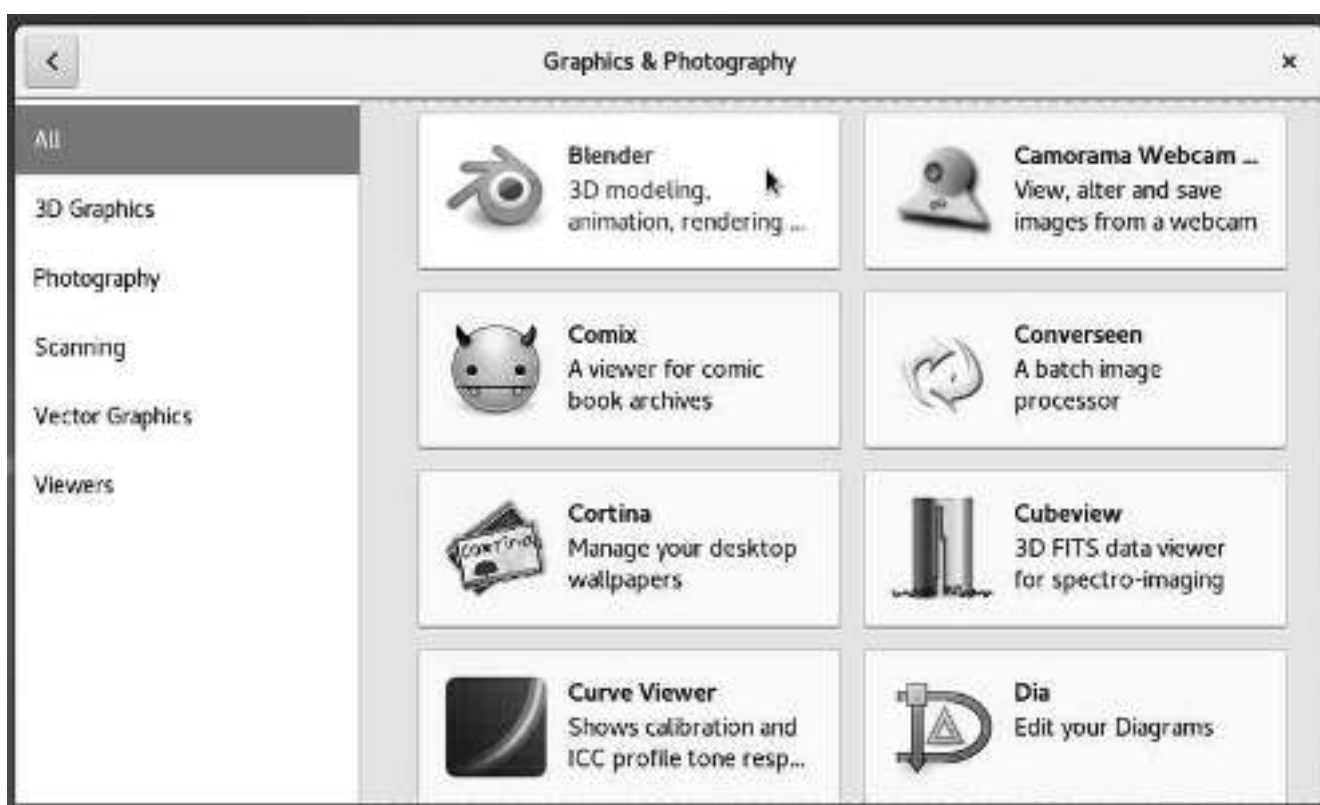 Graphics & Photography
All
3D Graphics
Photography
Scanning
Vector Graphics
Viewers
Blender
3D modeling,
animation, rendering ...
Camorama Webcam ...
View, alter and save
images from a webcam
Comix
A viewer for comic
book archives
Converseen
A batch image
processor
CORTINA
Cortina
Manage your desktop
wallpapers
Cubeview
3D FITS data viewer
for spectro-imaging
Curve Viewer
Shows calibration and
ICC profile tone resp...
Dia
Edit your Diagrams